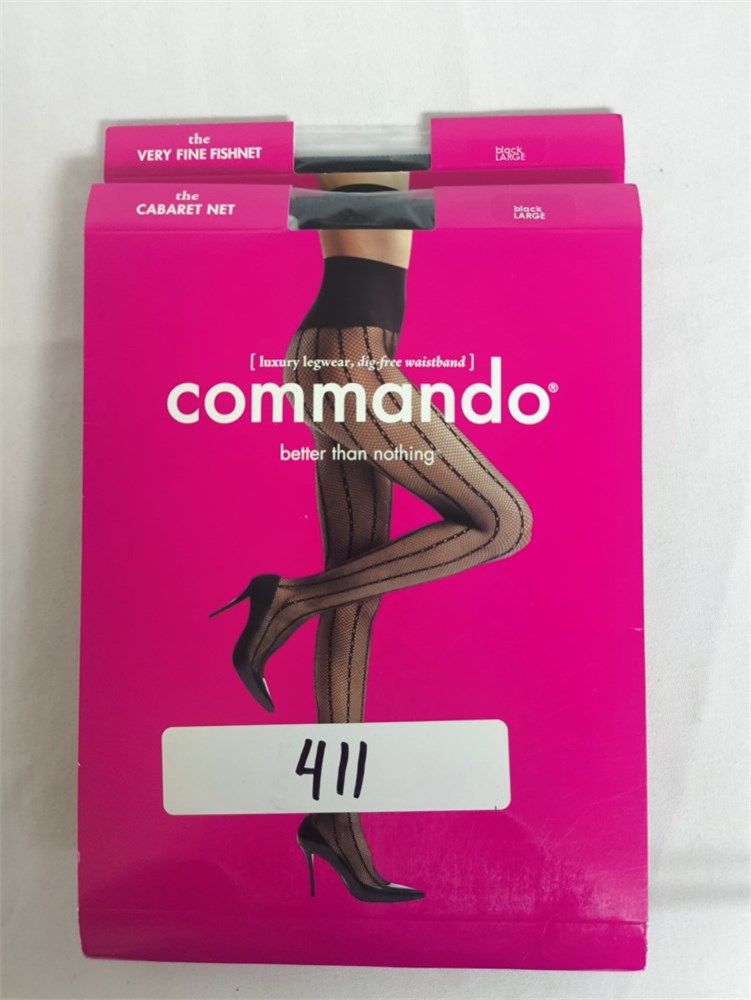 the
VERY FINE FISHNET
black
LARGE
the
CABARET NET
black
LARGE
[ luxury legwear, dig-free waistband ]
commando®
better than nothing
411